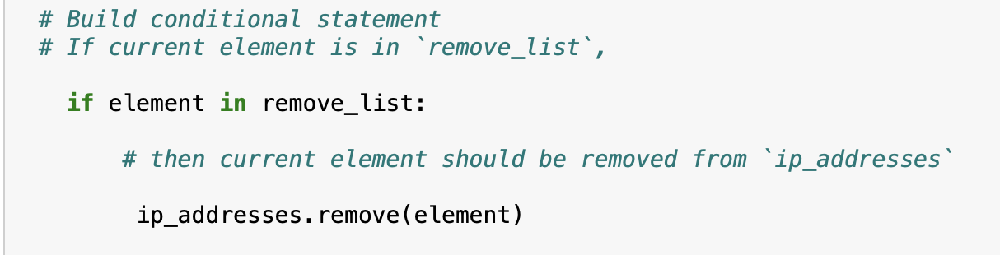 # Build conditional statement
# If current element is in `remove_list`,
if element in remove_list:
# then current element should be removed from `ip_addresses`
ip_addresses.remove(element)